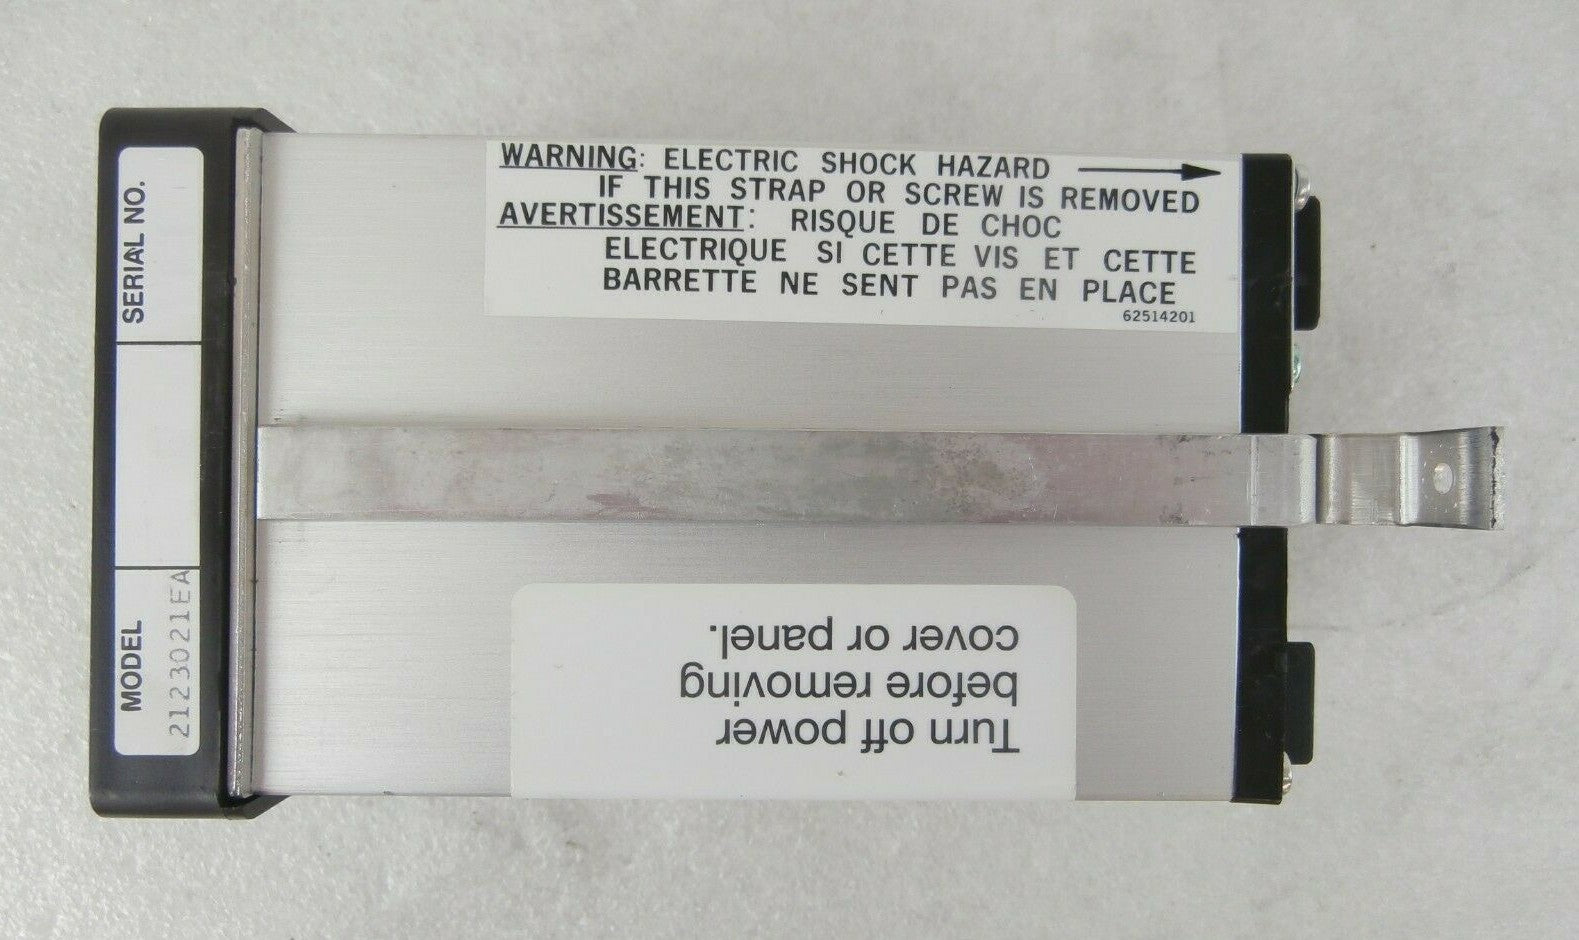 WARNING: ELECTRIC SHOCK HAZARD
IF THIS STRAP OR SCREW IS REMOVED
AVERTISSEMENT: RISQUE DE CHOC
ELECTRIQUE SI CETTE VIS ET CETTE
BARRETTE NE SENT PAS EN PLACE
62514201
SERIAL NO.
MODEL
2123021EA
Turn off power
before removing
cover or panel.